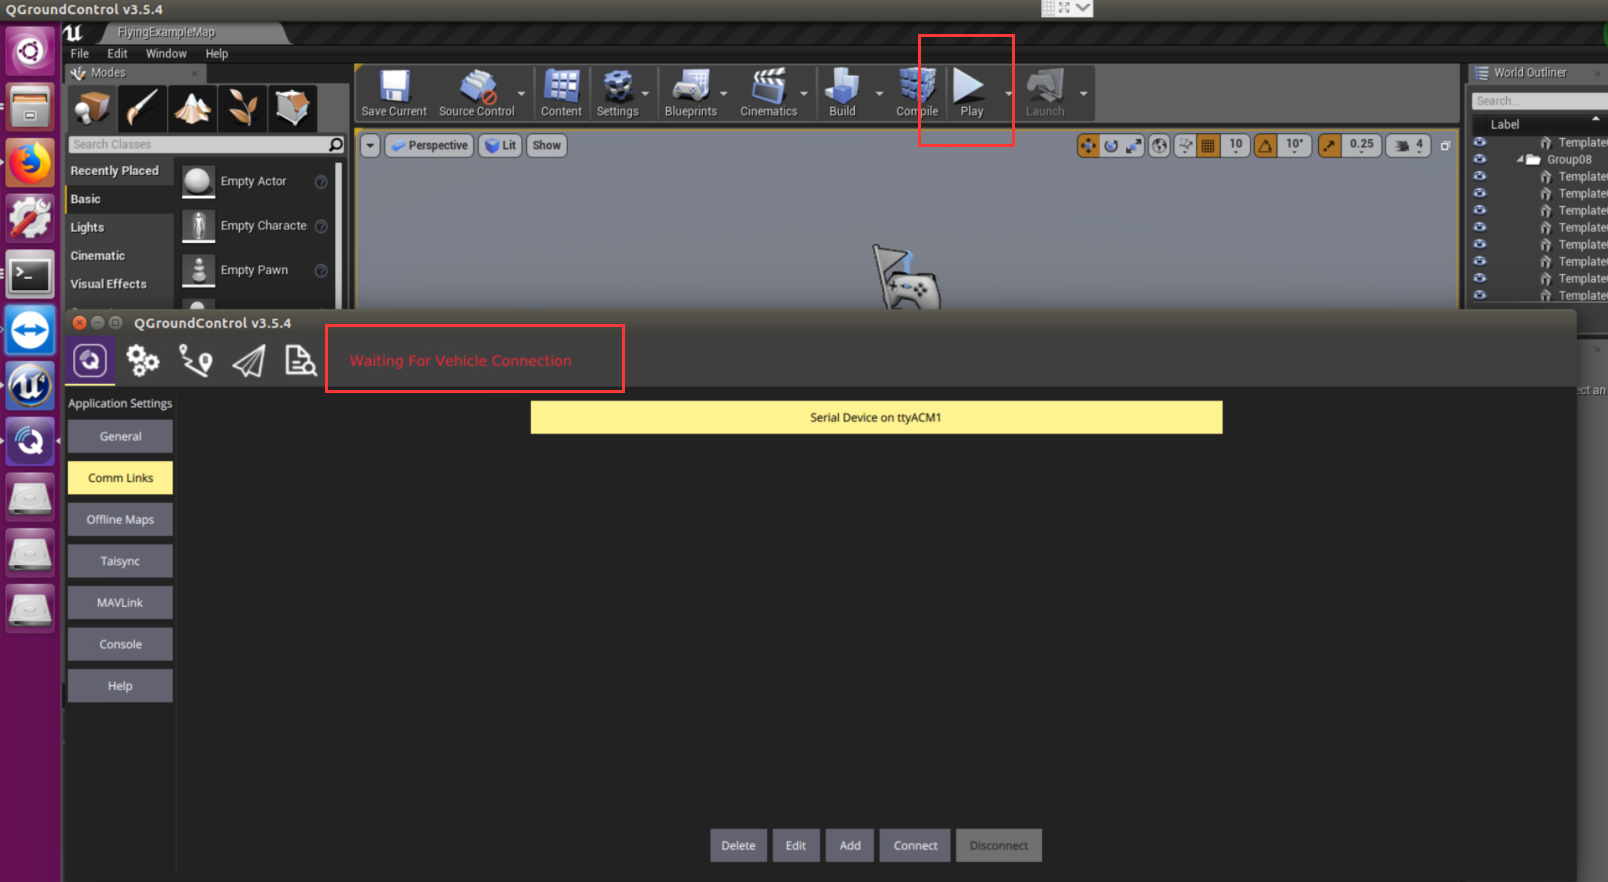 QGroundControl v3.5.4
FlyingExampleMap
File Edit Window Help
Modes
World Outliner
Save Current Source Control Content Settings Blueprints Cinematics Build Compile Play Launch
Search...
Label
Search Classes
Perspective Lit Show
10 10° 0.25 4
Recently Placed
Basic
Lights
Cinematic
Visual Effects
Empty Actor
Empty Characte
Empty Pawn
Template
Group08
Template
Template
Template
Template
Template
Template
Template
Template
QGroundControl v3.5.4
Waiting For Vehicle Connection
ect an
Application Settings
General
Comm Links
Offline Maps
Taisync
MAVLink
Console
Help
Serial Device on ttyACM1
Delete Edit Add Connect Disconnect